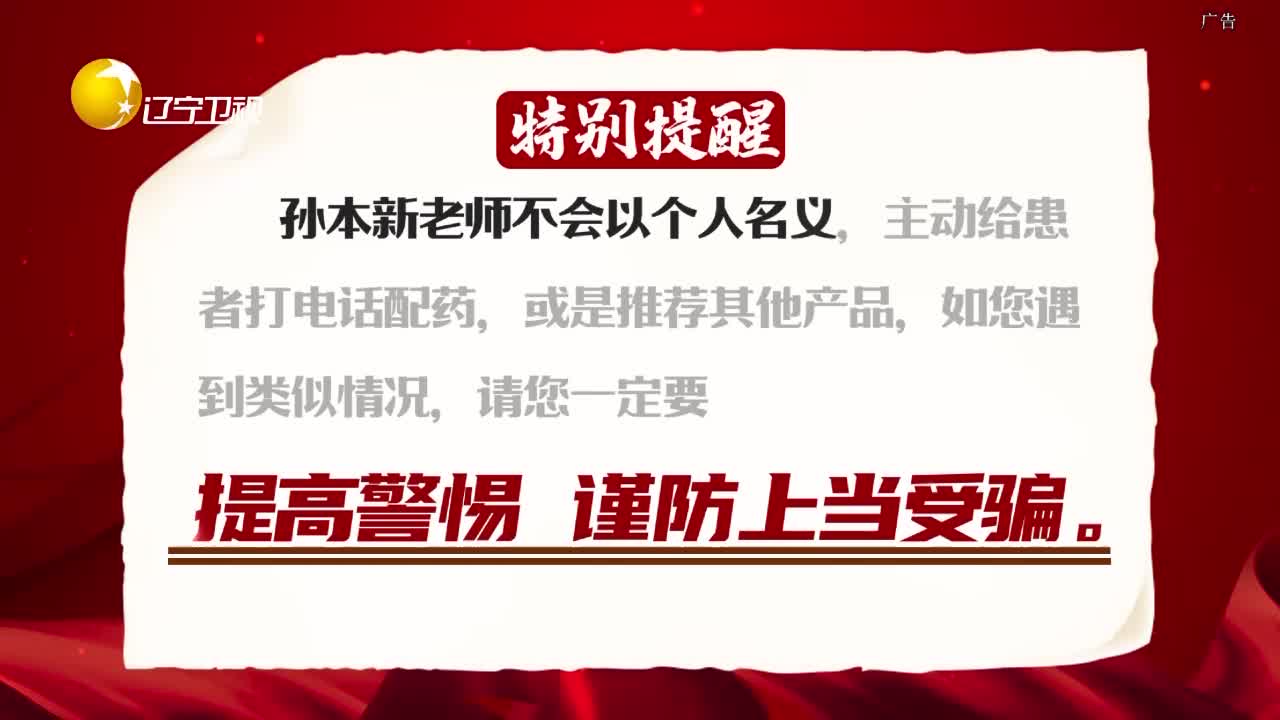 广告
辽宁卫视
特别提醒
孙本新老师不会以个人名义，主动给患
者打电话配药，或是推荐其他产品，如您遇
到类似情况，请您一定要
提高警惕 谨防上当受骗。